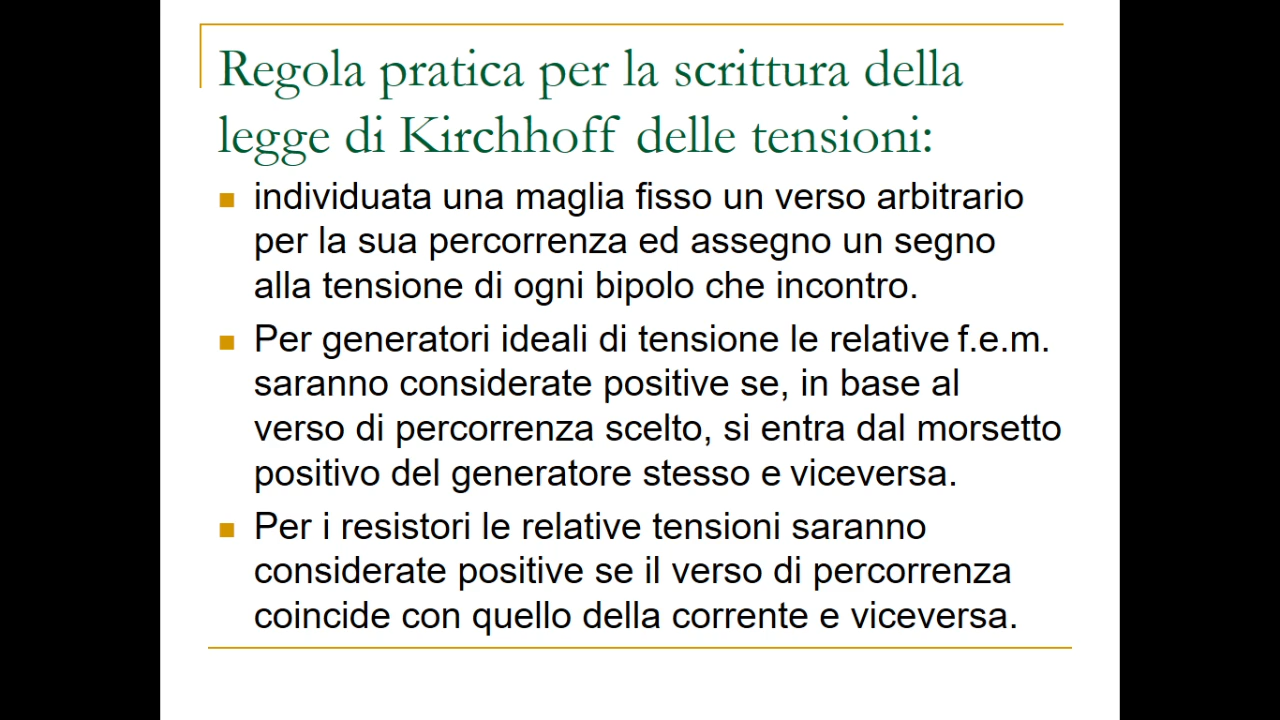 Regola pratica per la scrittura della
legge di Kirchhoff delle tensioni:
individuata una maglia fisso un verso arbitrario
per la sua percorrenza ed assegno un segno
alla tensione di ogni bipolo che incontro.
Per generatori ideali di tensione le relative f.e.m.
saranno considerate positive se, in base al
verso di percorrenza scelto, si entra dal morsetto
positivo del generatore stesso e viceversa.
Per i resistori le relative tensioni saranno
considerate positive se il verso di percorrenza
coincide con quello della corrente e viceversa.